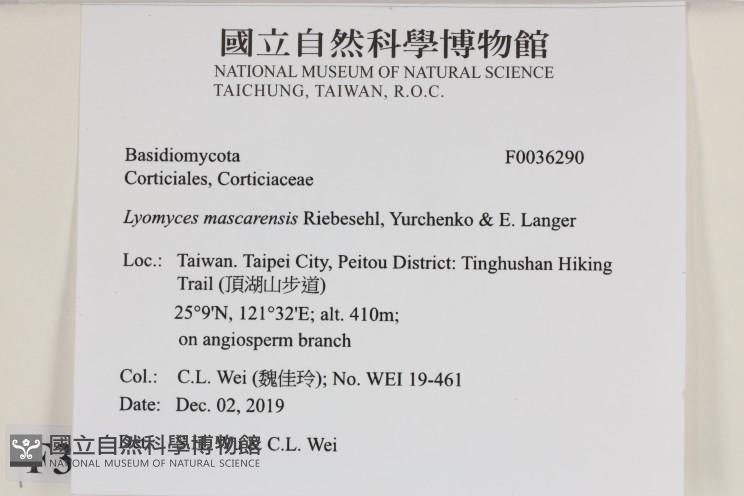 國立自然科學博物館
NATIONAL MUSEUM OF NATURAL SCIENCE
TAICHUNG, TAIWAN, R.O.C.
Basidiomycota F0036290
Corticiales, Corticiaceae
Lyomyces mascarensis Riebesehl, Yurchenko & E. Langer
Loc.: Taiwan. Taipei City, Peitou District: Tinghushan Hiking
Trail (頂湖山步道)
25°9'N, 121°32'E; alt. 410m;
on angiosperm branch
Col.: C.L. Wei (魏佳玲); No. WEI 19-461
Date: Dec. 02, 2019
& C.L. Wei
國立自然科學博物館
NATIONAL MUSEUM OF NATURAL SCIENCE